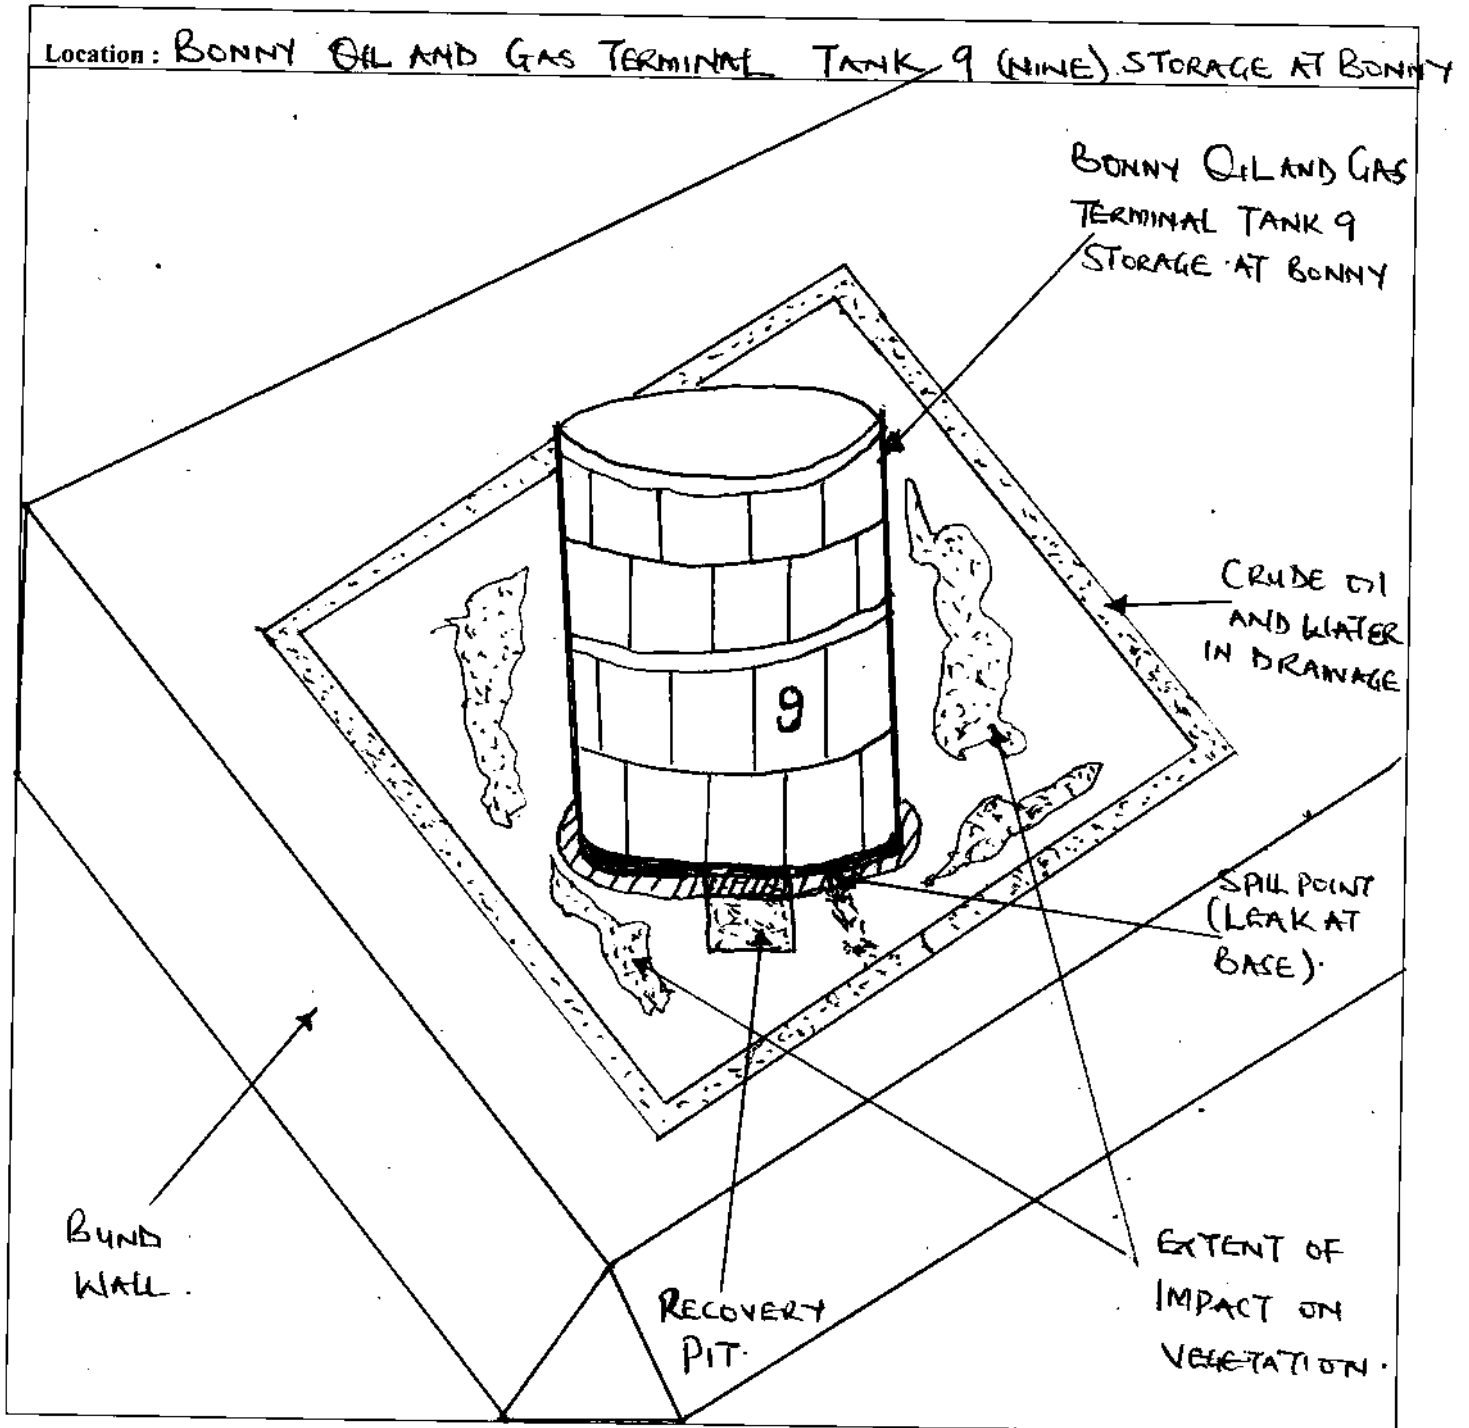 Location : BONNY OIL AND GAS TERMINAL TANK 9 (NINE) STORAGE AT BONNY
BONNY OIL AND GAS
TERMINAL TANK 9
STORAGE AT BONNY
CRUDE OI
AND WATER
IN DRAINAGE
9
SPILL POINT
(LEAK AT
BASE).
BUND
WALL.
RECOVERY
PIT.
EXTENT OF
IMPACT ON
VEGETATION.